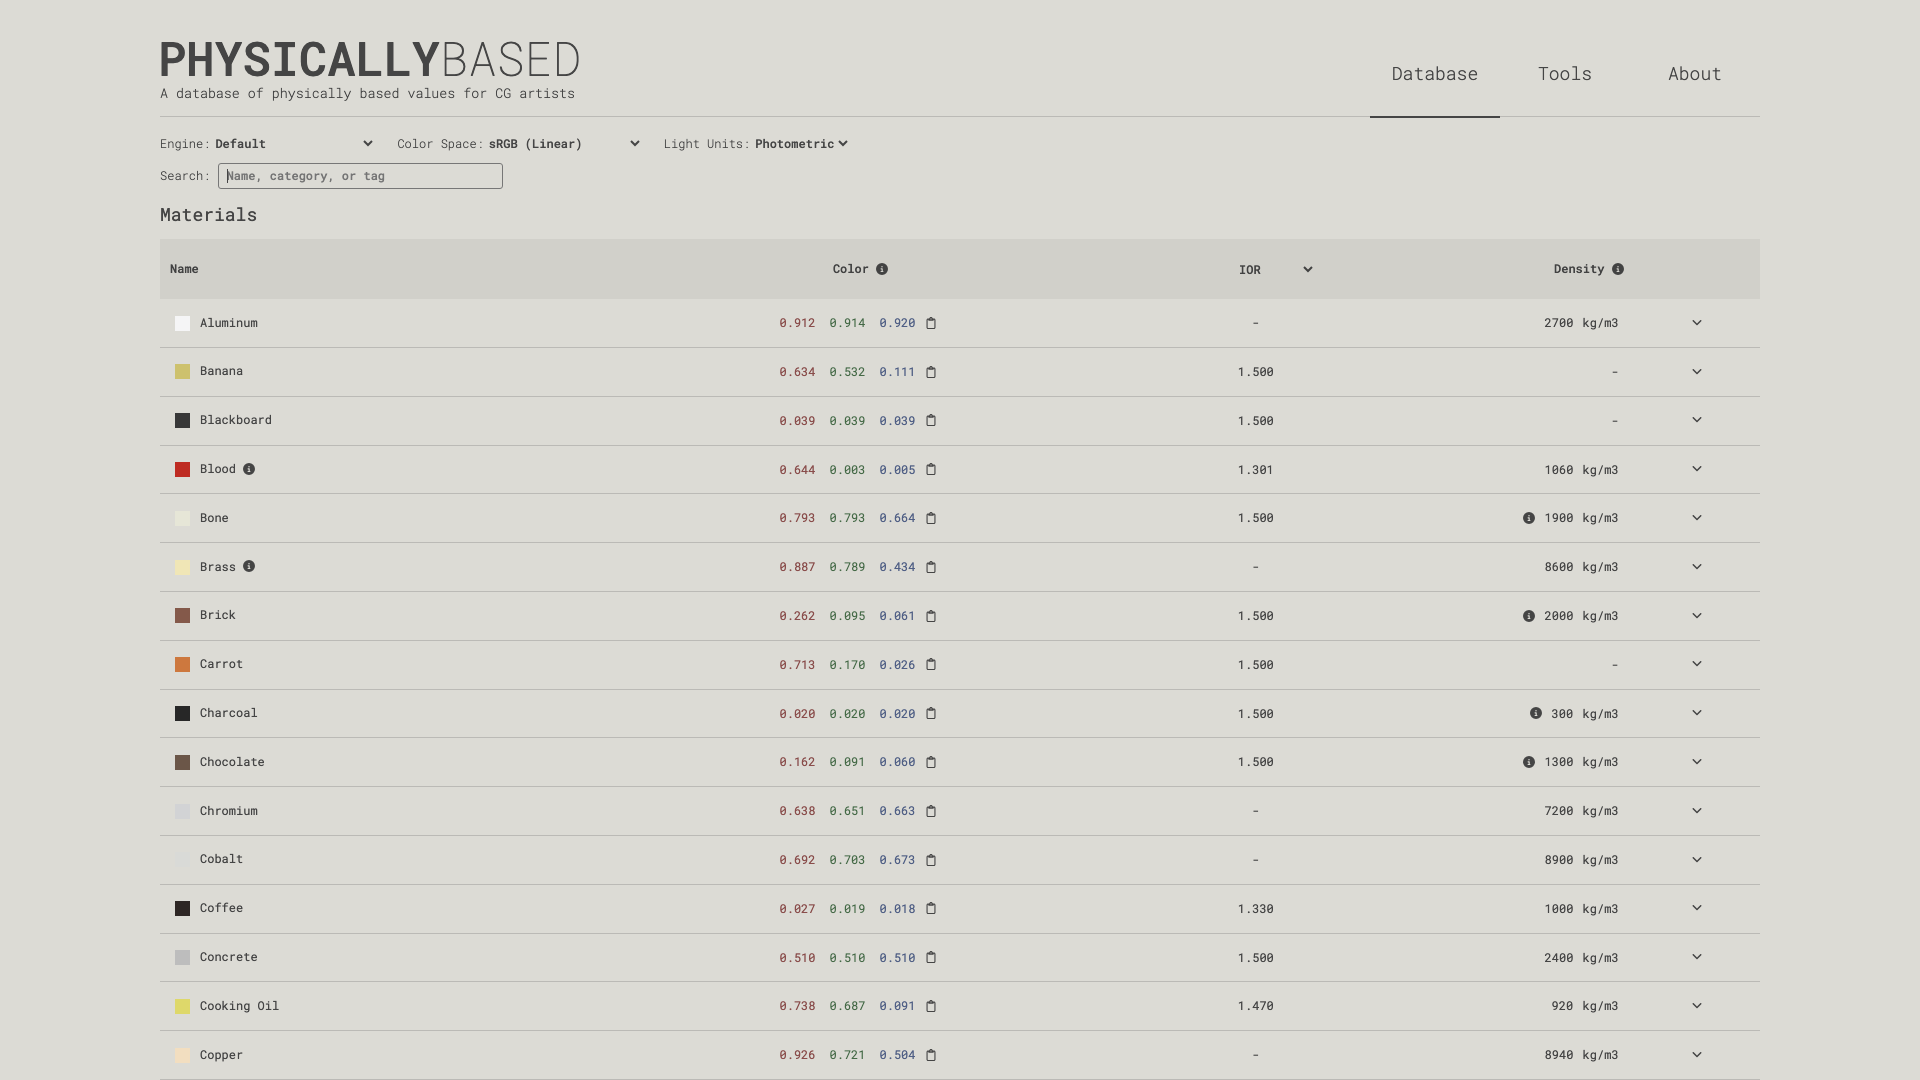 PHYSICALLYBASED
A database of physically based values for CG artists
Database Tools About
Engine: Default Color Space: sRGB (Linear) Light Units: Photometric
Search: Name, category, or tag
Materials
Name Color IOR Density
Aluminum 0.912 0.914 0.920 - 2700 kg/m3
Banana 0.634 0.532 0.111 1.500 -
Blackboard 0.039 0.039 0.039 1.500 -
Blood 0.644 0.003 0.005 1.301 1060 kg/m3
Bone 0.793 0.793 0.664 1.500 1900 kg/m3
Brass 0.887 0.789 0.434 - 8600 kg/m3
Brick 0.262 0.095 0.061 1.500 2000 kg/m3
Carrot 0.713 0.170 0.026 1.500 -
Charcoal 0.020 0.020 0.020 1.500 300 kg/m3
Chocolate 0.162 0.091 0.060 1.500 1300 kg/m3
Chromium 0.638 0.651 0.663 - 7200 kg/m3
Cobalt 0.692 0.703 0.673 - 8900 kg/m3
Coffee 0.027 0.019 0.018 1.330 1000 kg/m3
Concrete 0.510 0.510 0.510 1.500 2400 kg/m3
Cooking Oil 0.738 0.687 0.091 1.470 920 kg/m3
Copper 0.926 0.721 0.504 - 8940 kg/m3